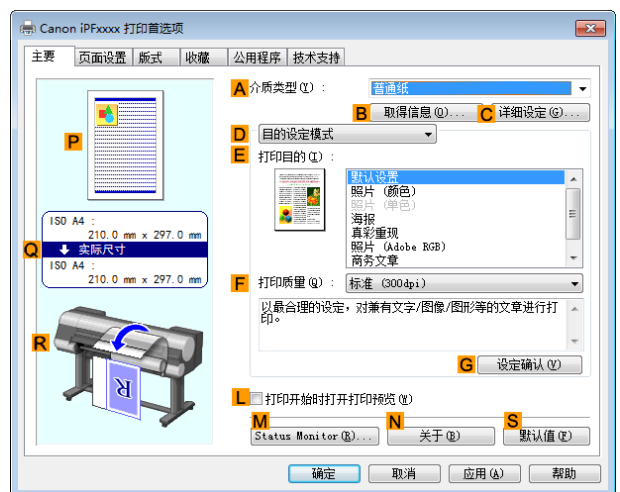 Canon iPFxxxx 打印首选项
主要 页面设置 版式 收藏 公用程序 技术支持
A 介质类型(Y) : 普通纸
B 取得信息(0)... C 详细设定(G)...
D 目的设定模式
E 打印目的(I) :
默认设置
照片 (颜色)
照片 (单色)
海报
真彩重现
照片 (Adobe RGB)
商务文章
P
ISO A4 :
210.0 mm x 297.0 mm
Q 实际尺寸
ISO A4 :
210.0 mm x 297.0 mm
F 打印质量(Q) : 标准 (300dpi)
以最合理的设定，对兼有文字/图像/图形等的文章进行打
印。
R
R
G 设定确认(V)
L 打印开始时打开打印预览(W)
M N S
Status Monitor(R)... 关于(B) 默认值(F)
确定 取消 应用(A) 帮助